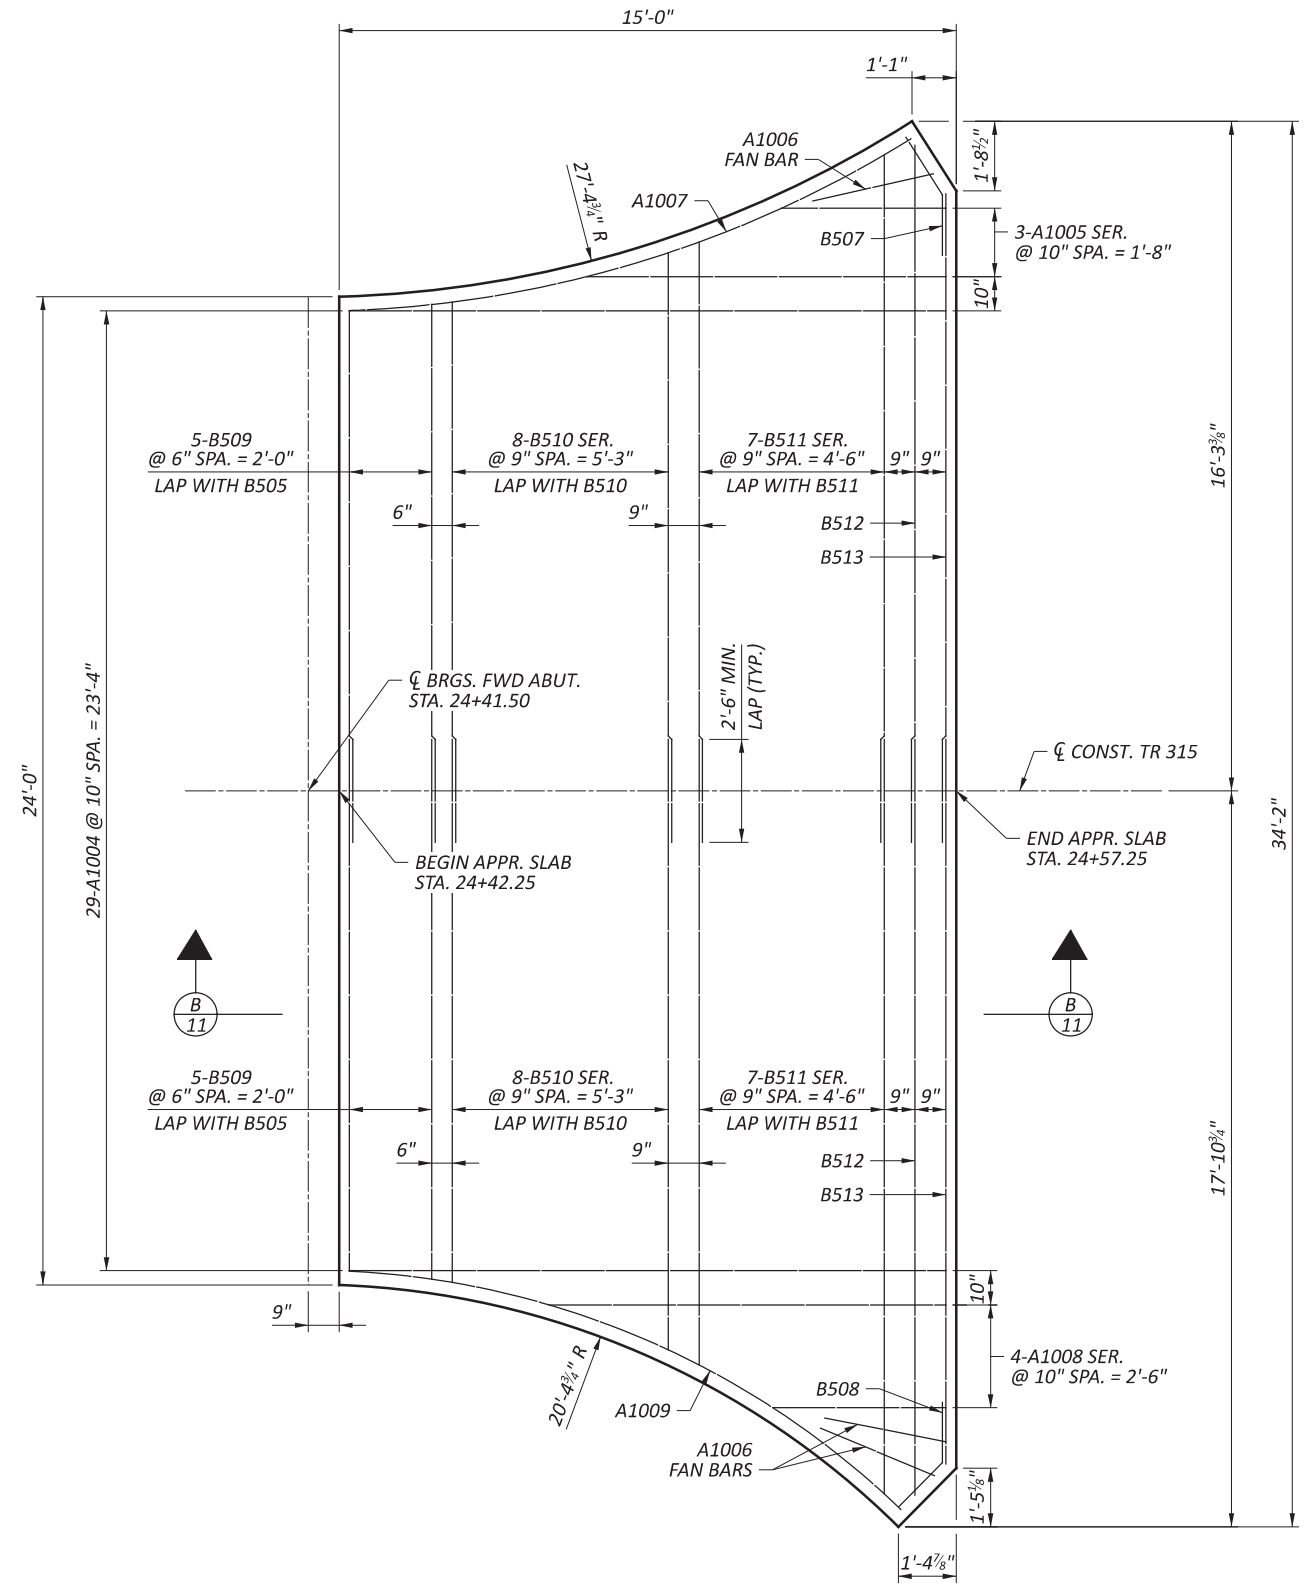 15'-0"
1'-1"
A1006
FAN BAR
27'-4¾" R
A1007
1'-8½"
B507
3-A1005 SER.
@ 10" SPA. = 1'-8"
10"
5-B509
@ 6" SPA. = 2'-0"
LAP WITH B505
8-B510 SER.
@ 9" SPA. = 5'-3"
LAP WITH B510
7-B511 SER.
@ 9" SPA. = 4'-6"
LAP WITH B511
9"
9"
16'-3⅜"
6"
9"
B512
B513
29-A1004 @ 10" SPA. = 23'-4"
24'-0"
℄ BRGS. FWD ABUT.
STA. 24+41.50
2'-6" MIN.
LAP (TYP.)
℄ CONST. TR 315
34'-2"
BEGIN APPR. SLAB
STA. 24+42.25
END APPR. SLAB
STA. 24+57.25
B
11
B
11
5-B509
@ 6" SPA. = 2'-0"
LAP WITH B505
8-B510 SER.
@ 9" SPA. = 5'-3"
LAP WITH B510
7-B511 SER.
@ 9" SPA. = 4'-6"
LAP WITH B511
9"
9"
6"
9"
B512
B513
17'-10¾"
10"
9"
4-A1008 SER.
@ 10" SPA. = 2'-6"
20'-4¾" R
A1009
B508
A1006
FAN BARS
1'-5⅛"
1'-4⅞"